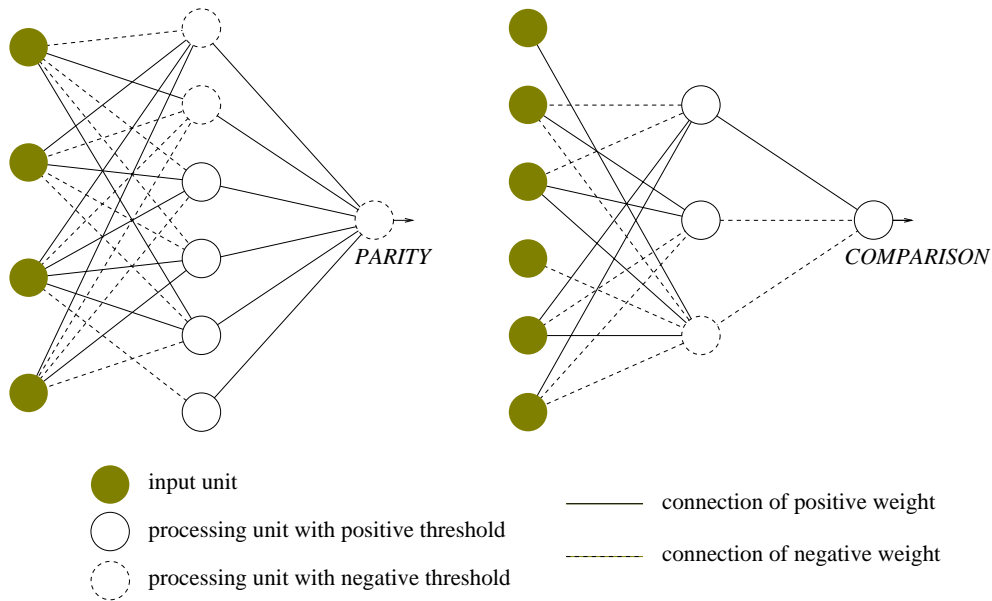 PARITY
COMPARISON
input unit
processing unit with positive threshold
processing unit with negative threshold
connection of positive weight
connection of negative weight